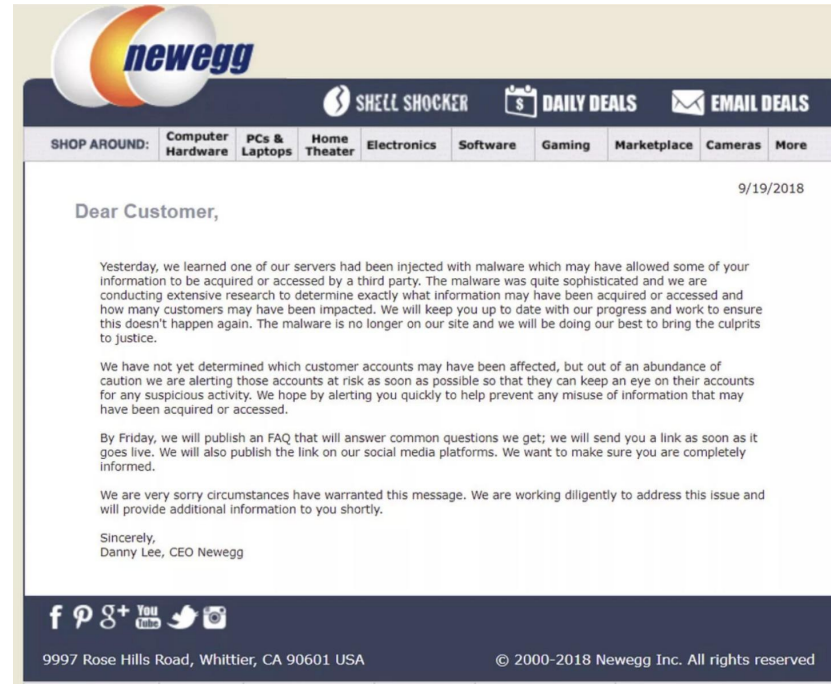 newegg
SHELL SHOCKER $ DAILY DEALS EMAIL DEALS
SHOP AROUND: Computer Hardware PCs & Laptops Home Theater Electronics Software Gaming Marketplace Cameras More
9/19/2018
Dear Customer,
Yesterday, we learned one of our servers had been injected with malware which may have allowed some of your
information to be acquired or accessed by a third party. The malware was quite sophisticated and we are
conducting extensive research to determine exactly what information may have been acquired or accessed and
how many customers may have been impacted. We will keep you up to date with our progress and work to ensure
this doesn't happen again. The malware is no longer on our site and we will be doing our best to bring the culprits
to justice.
We have not yet determined which customer accounts may have been affected, but out of an abundance of
caution we are alerting those accounts at risk as soon as possible so that they can keep an eye on their accounts
for any suspicious activity. We hope by alerting you quickly to help prevent any misuse of information that may
have been acquired or accessed.
By Friday, we will publish an FAQ that will answer common questions we get; we will send you a link as soon as it
goes live. We will also publish the link on our social media platforms. We want to make sure you are completely
informed.
We are very sorry circumstances have warranted this message. We are working diligently to address this issue and
will provide additional information to you shortly.
Sincerely,
Danny Lee, CEO Newegg
f g+ You Tube
9997 Rose Hills Road, Whittier, CA 90601 USA © 2000-2018 Newegg Inc. All rights reserved